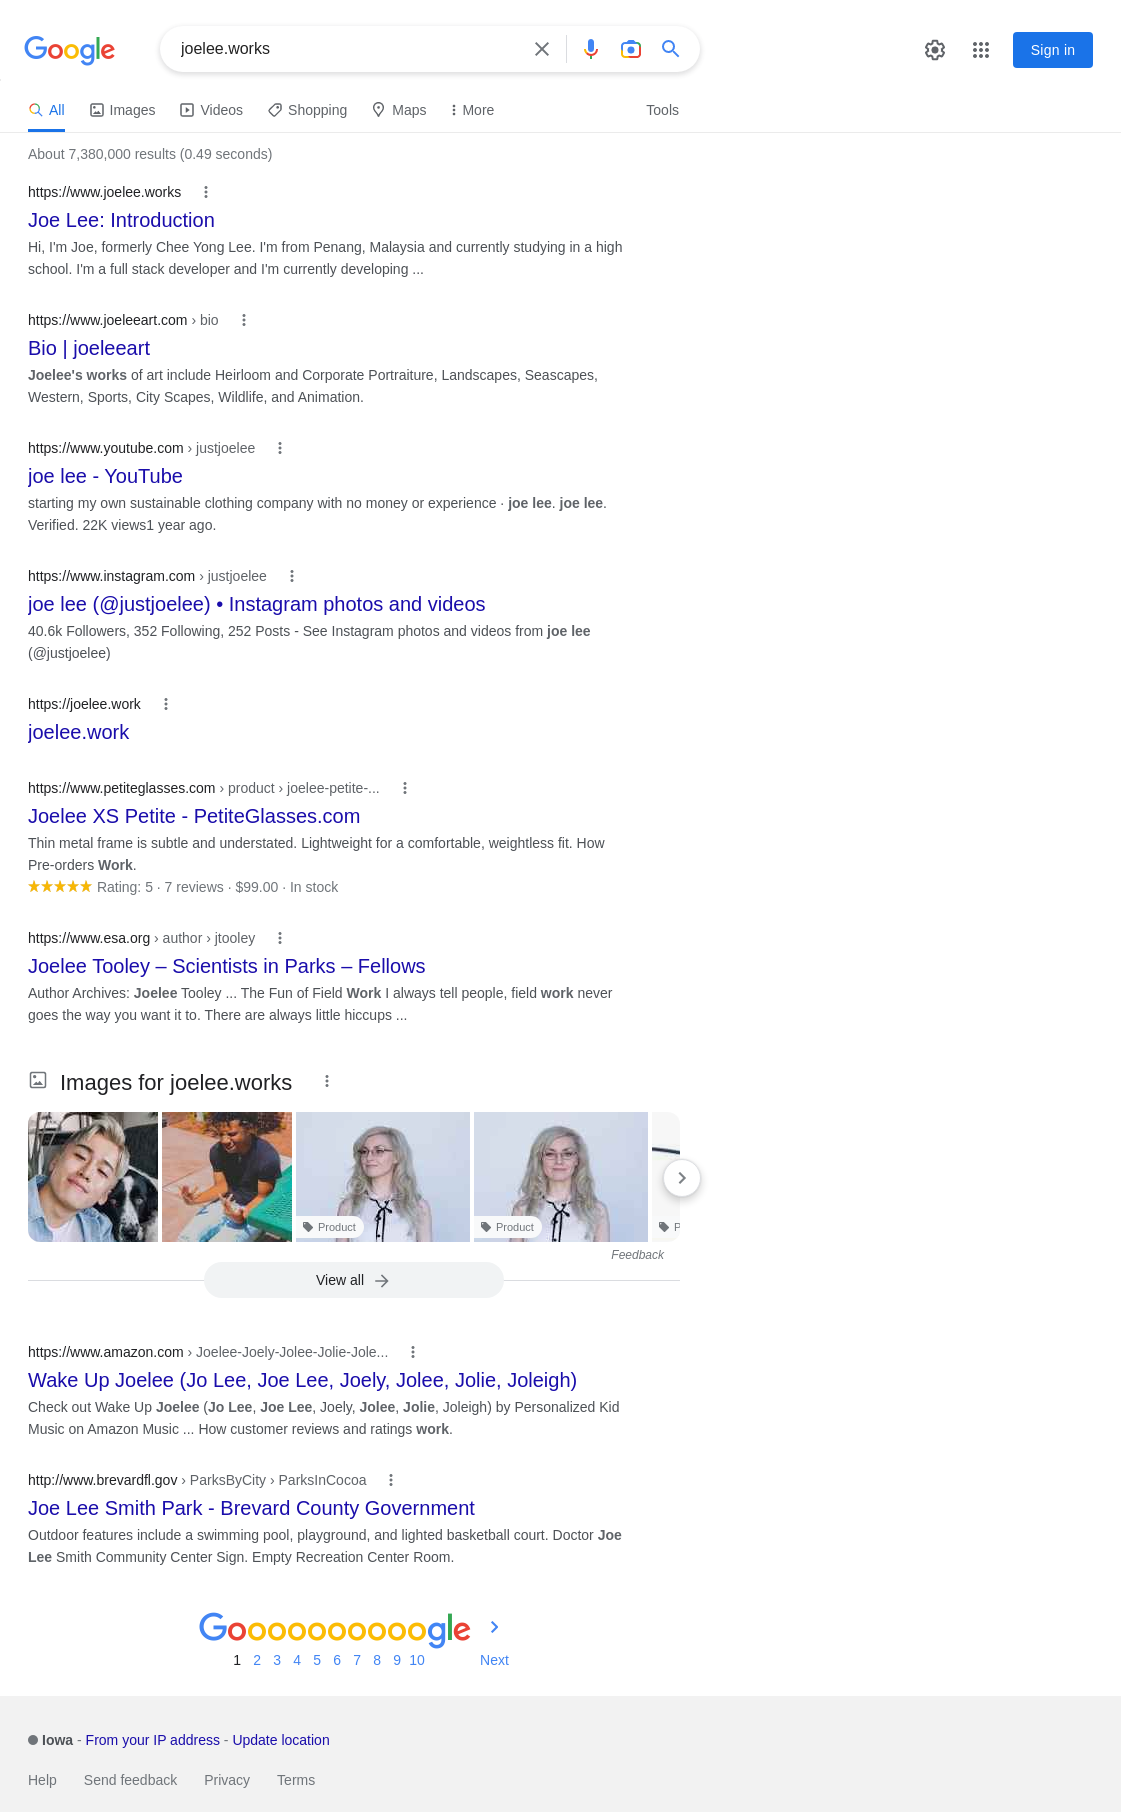 Google
joelee.works
Sign in
All
Images
Videos
Shopping
Maps
More
Tools
About 7,380,000 results (0.49 seconds)
https://www.joelee.works
Joe Lee: Introduction
Hi, I'm Joe, formerly Chee Yong Lee. I'm from Penang, Malaysia and currently studying in a high
school. I'm a full stack developer and I'm currently developing ...
https://www.joeleeart.com › bio
Bio | joeleeart
Joelee's works of art include Heirloom and Corporate Portraiture, Landscapes, Seascapes,
Western, Sports, City Scapes, Wildlife, and Animation.
https://www.youtube.com › justjoelee
joe lee - YouTube
starting my own sustainable clothing company with no money or experience · joe lee. joe lee.
Verified. 22K views1 year ago.
https://www.instagram.com › justjoelee
joe lee (@justjoelee) • Instagram photos and videos
40.6k Followers, 352 Following, 252 Posts - See Instagram photos and videos from joe lee
(@justjoelee)
https://joelee.work
joelee.work
https://www.petiteglasses.com › product › joelee-petite-...
Joelee XS Petite - PetiteGlasses.com
Thin metal frame is subtle and understated. Lightweight for a comfortable, weightless fit. How
Pre-orders Work.
Rating: 5 · 7 reviews · $99.00 · In stock
https://www.esa.org › author › jtooley
Joelee Tooley – Scientists in Parks – Fellows
Author Archives: Joelee Tooley ... The Fun of Field Work I always tell people, field work never
goes the way you want it to. There are always little hiccups ...
Images for joelee.works
Product
Product
P
Feedback
View all
https://www.amazon.com › Joelee-Joely-Jolee-Jolie-Jole...
Wake Up Joelee (Jo Lee, Joe Lee, Joely, Jolee, Jolie, Joleigh)
Check out Wake Up Joelee (Jo Lee, Joe Lee, Joely, Jolee, Jolie, Joleigh) by Personalized Kid
Music on Amazon Music ... How customer reviews and ratings work.
http://www.brevardfl.gov › ParksByCity › ParksInCocoa
Joe Lee Smith Park - Brevard County Government
Outdoor features include a swimming pool, playground, and lighted basketball court. Doctor Joe
Lee Smith Community Center Sign. Empty Recreation Center Room.
Goooooooooogle
1 2 3 4 5 6 7 8 9 10 Next
Iowa - From your IP address - Update location
Help Send feedback Privacy Terms